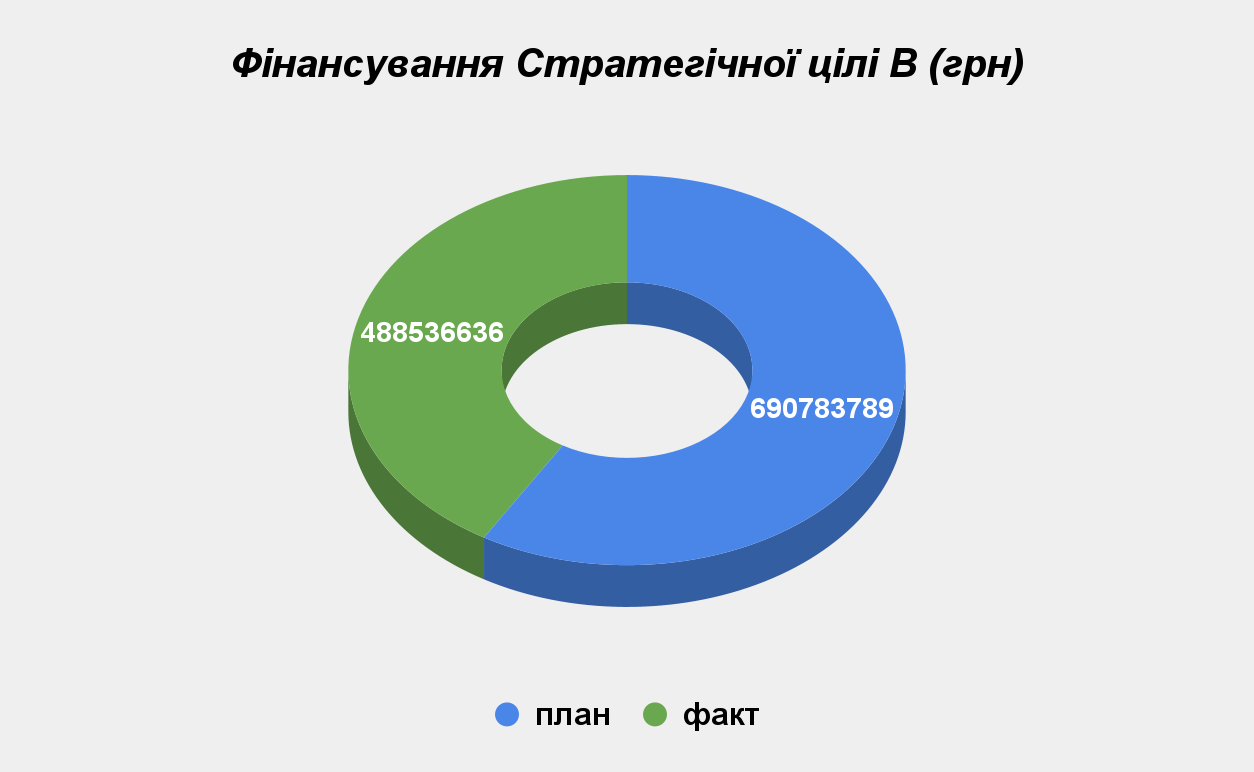 Фінансування Стратегічної цілі В (грн)
488536636
690783789
план
факт